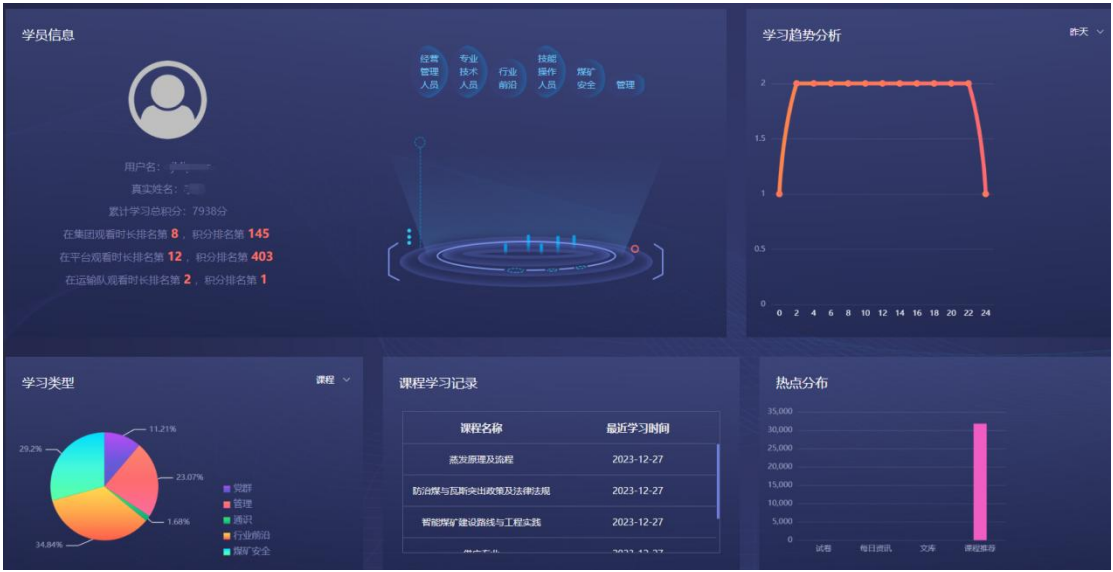 学员信息
用户名：
真实姓名：
累计学习总积分：7938分
在集团观看时长排名第 8 ，积分排名第 145
在平台观看时长排名第 12 ，积分排名第 403
在运输队观看时长排名第 2 ，积分排名第 1
经营
管理
人员
专业
技术
人员
行业
前沿
技能
操作
人员
煤矿
安全
管理
学习趋势分析
昨天
2
1.5
1
0.5
0
0 2 4 6 8 10 12 14 16 18 20 22 24
学习类型
课程
11.21%
29.2%
23.07%
1.68%
34.84%
党群
管理
通识
行业前沿
煤矿安全
课程学习记录
课程名称 最近学习时间
蒸发原理及流程 2023-12-27
防治煤与瓦斯突出政策及法律法规 2023-12-27
智能煤矿建设路线与工程实践 2023-12-27
2023-12-27
热点分布
35,000
30,000
25,000
20,000
15,000
10,000
5,000
0
试卷 每日资讯 文库 课程推荐